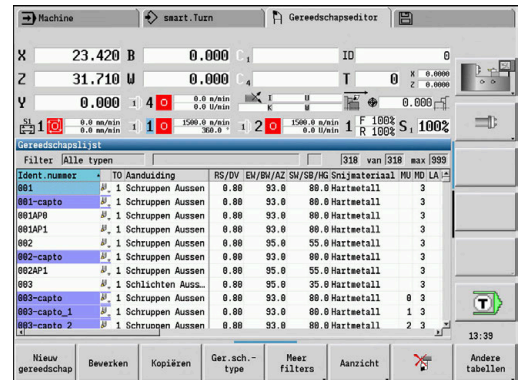 Machine smart.Turn Gereedschapseditor
X 23.420 B 0.000 C 1 ID 0
Z 31.710 W 0.000 C 4 T 0 X 0.0000 Z 0.0000
Y 0.000 1) 4 0.0 m/min 0.0 U/min I U K W 0.000
S1 1 0.0 mm/min 0.0 mm/min 1) 1 1500.0 m/min 360.0 ° 1) 2 1500.0 m/min 0.0 U/min 1 F 100% R 100% S 1 100%
Gereedschapslijst
Filter Alle typen 318 van 318 max 999
Ident.nummer TO Aanduiding RS/DV EW/BW/AZ SW/SB/HG Snijmateriaal MU MD LA
001 1 Schruppen Aussen 0.80 93.0 80.0 Hartmetall 3
001-capto 1 Schruppen Aussen 0.80 93.0 80.0 Hartmetall 3
001AP0 1 Schruppen Aussen 0.80 93.0 80.0 Hartmetall 3
001AP1 1 Schruppen Aussen 0.80 93.0 80.0 Hartmetall 3
002 1 Schruppen Aussen 0.80 95.0 55.0 Hartmetall 3
002-capto 1 Schruppen Aussen 0.80 93.0 80.0 Hartmetall 3
002AP1 1 Schruppen Aussen 0.80 95.0 55.0 Hartmetall 3
003 1 Schlichten Auss... 0.80 95.0 35.0 Hartmetall 3
003-capto 1 Schruppen Aussen 0.80 93.0 80.0 Hartmetall 0 3
003-capto_1 1 Schruppen Aussen 0.80 93.0 80.0 Hartmetall 1 3
003-capto_2 1 Schruppen Aussen 0.80 93.0 80.0 Hartmetall 2 3
T
13:39
Nieuw gereedschap
Bewerken
Kopiëren
Ger.sch.-type
Meer filters
Aanzicht
Andere tabellen